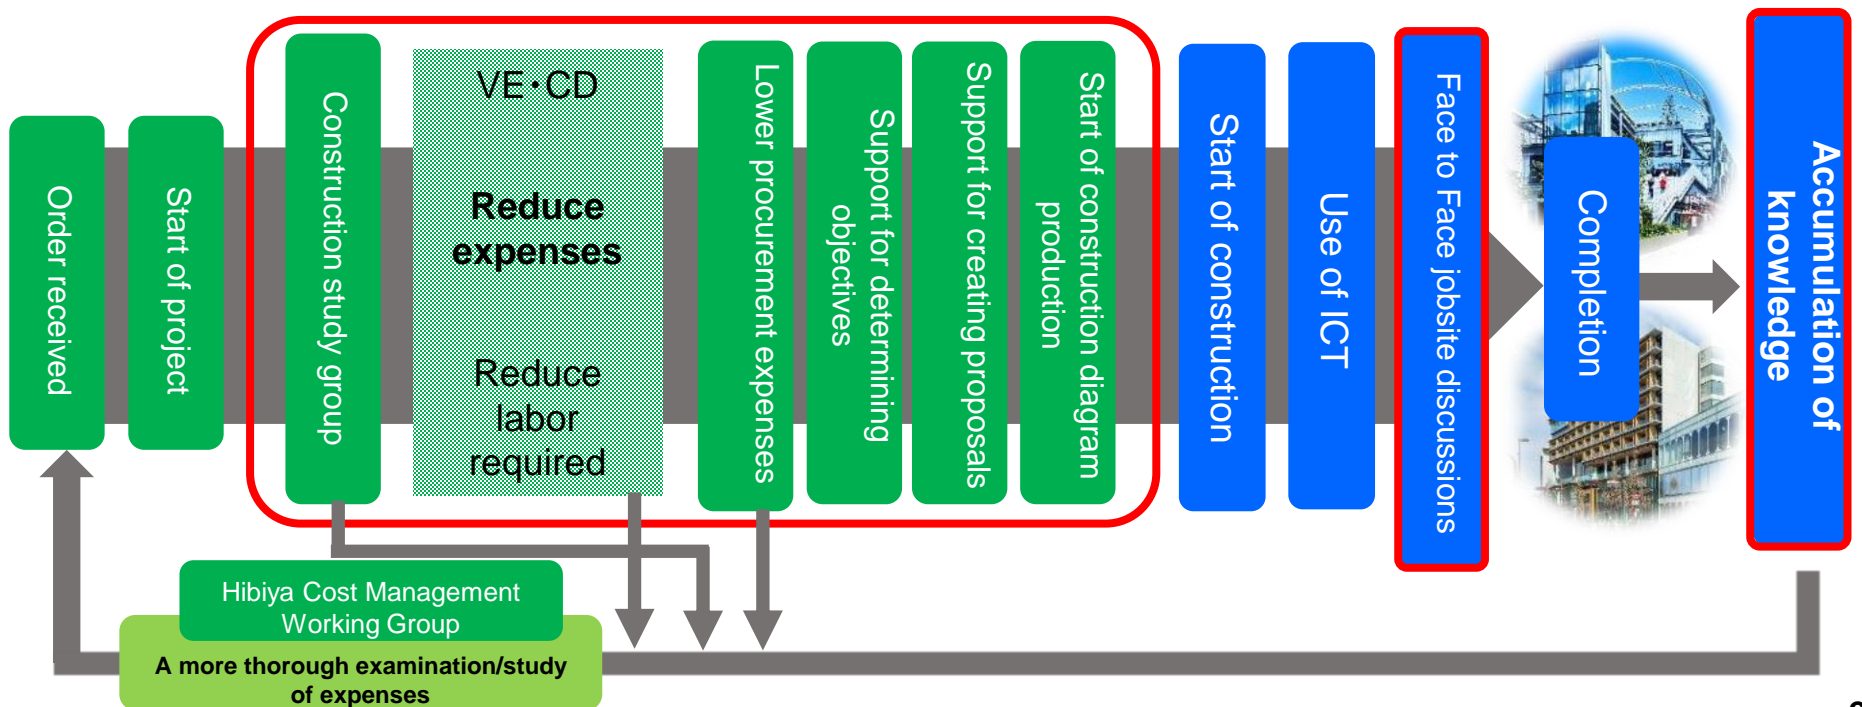 Order received
Start of project
Construction study group
VE・CD
Reduce
expenses
Reduce
labor
required
Lower procurement expenses
Support for determining
objectives
Support for creating proposals
Start of construction diagram
production
Start of construction
Use of ICT
Face to Face jobsite discussions
Completion
Accumulation of
knowledge
Hibiya Cost Management
Working Group
A more thorough examination/study
of expenses